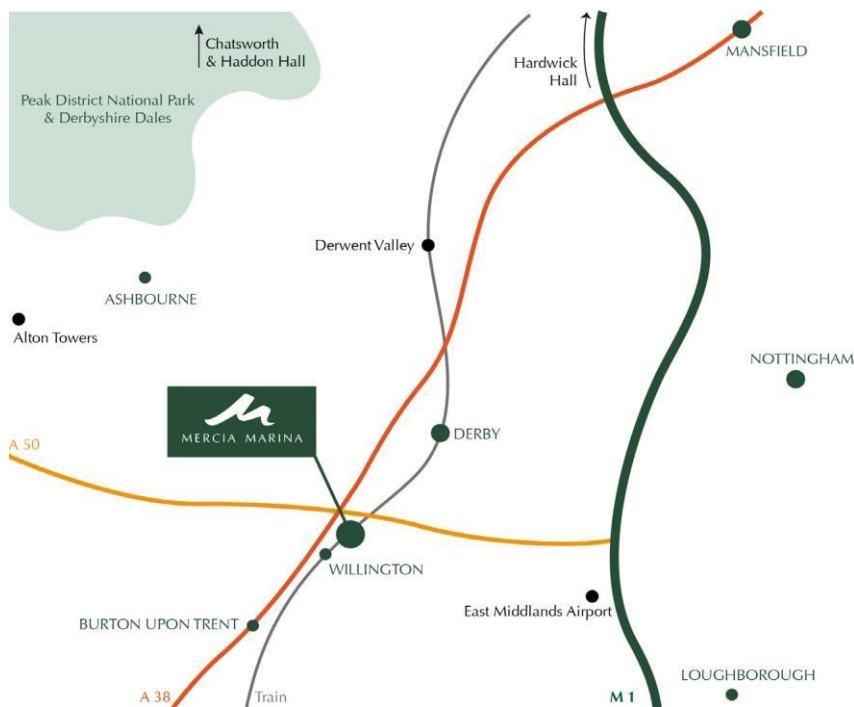 Chatsworth
& Haddon Hall
Hardwick
Hall
MANSFIELD
Peak District National Park
& Derbyshire Dales
Derwent Valley
ASHBOURNE
Alton Towers
NOTTINGHAM
MERCIA MARINA
DERBY
A 50
WILLINGTON
East Middlands Airport
BURTON UPON TRENT
LOUGHBOROUGH
A 38
Train
M 1